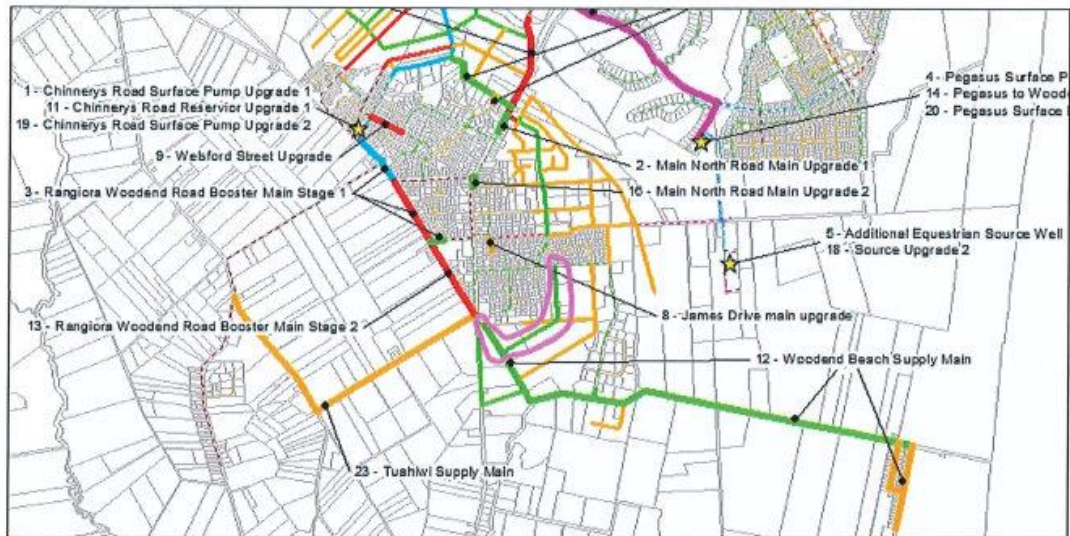 1 - Chinnerys Road Surface Pump Upgrade 1
11 - Chinnerys Road Reservior Upgrade 1
19 - Chinnerys Road Surface Pump Upgrade 2
9 - Welsford Street Upgrade
3 - Rangiora Woodend Road Booster Main Stage 1
13 - Rangiora Woodend Road Booster Main Stage 2
23 - Tuahiwi Supply Main
4 - Pegasus Surface P
14 - Pegasus to Woode
20 - Pegasus Surface
2 - Main North Road Main Upgrade 1
16 - Main North Road Main Upgrade 2
5 - Additional Equestrian Source Well
18 - Source Upgrade 2
8 - James Drive main upgrade
12 - Woodend Beach Supply Main